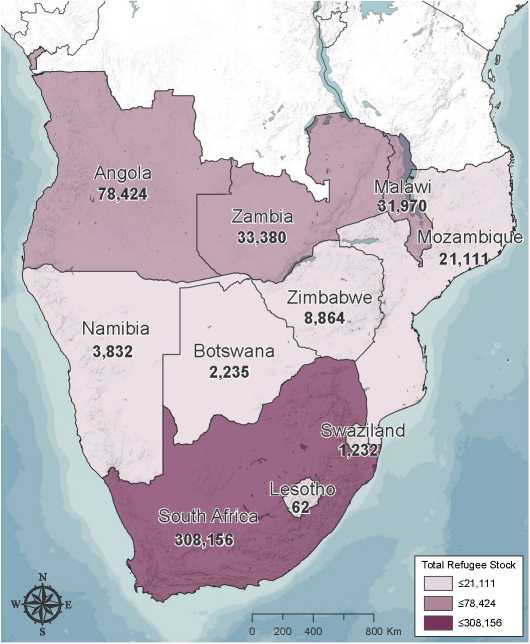 Angola
78,424
Zambia
33,380
Malawi
31,970
Mozambique
21,111
Zimbabwe
8,864
Namibia
3,832
Botswana
2,235
Swaziland
1,232
Lesotho
62
South Africa
308,156
Total Refugee Stock
≤21,111
≤78,424
≤308,156
N
W E
S
0 200 400 800 Km